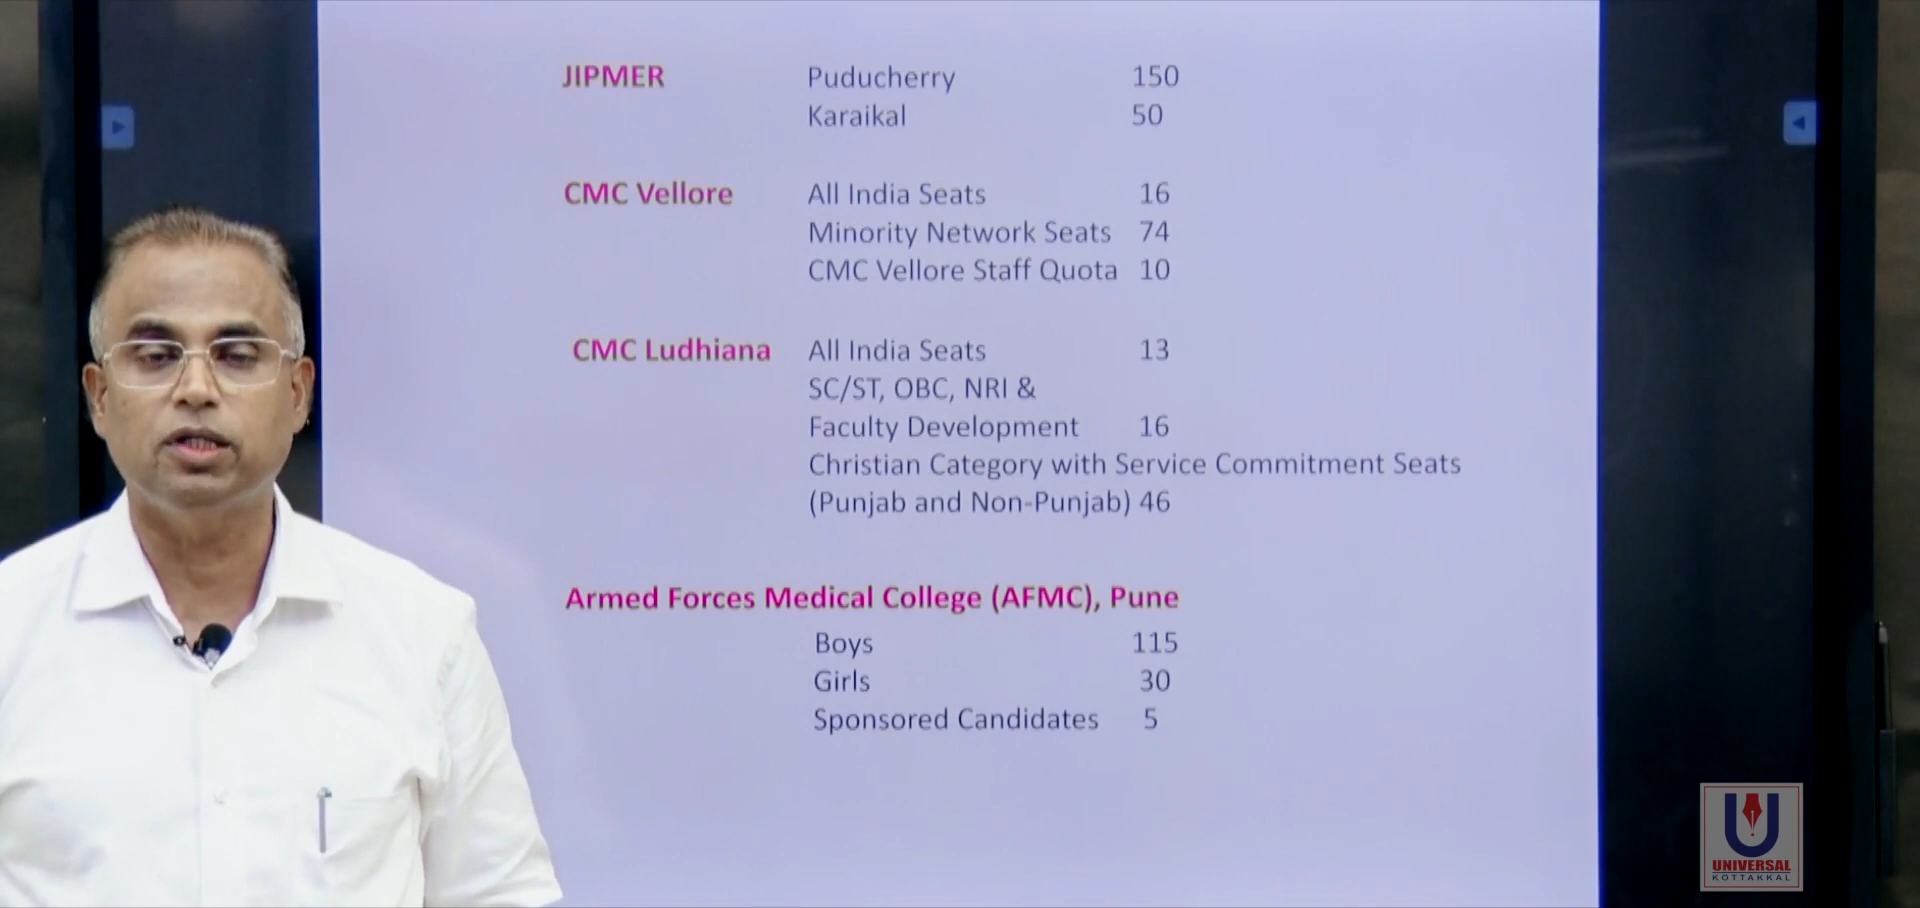 JIPMER Puducherry 150
Karaikal 50
CMC Vellore All India Seats 16
Minority Network Seats 74
CMC Vellore Staff Quota 10
CMC Ludhiana All India Seats 13
SC/ST, OBC, NRI &
Faculty Development 16
Christian Category with Service Commitment Seats
(Punjab and Non-Punjab) 46
Armed Forces Medical College (AFMC), Pune
Boys 115
Girls 30
Sponsored Candidates 5
UNIVERSAL
KOTTAKKAL